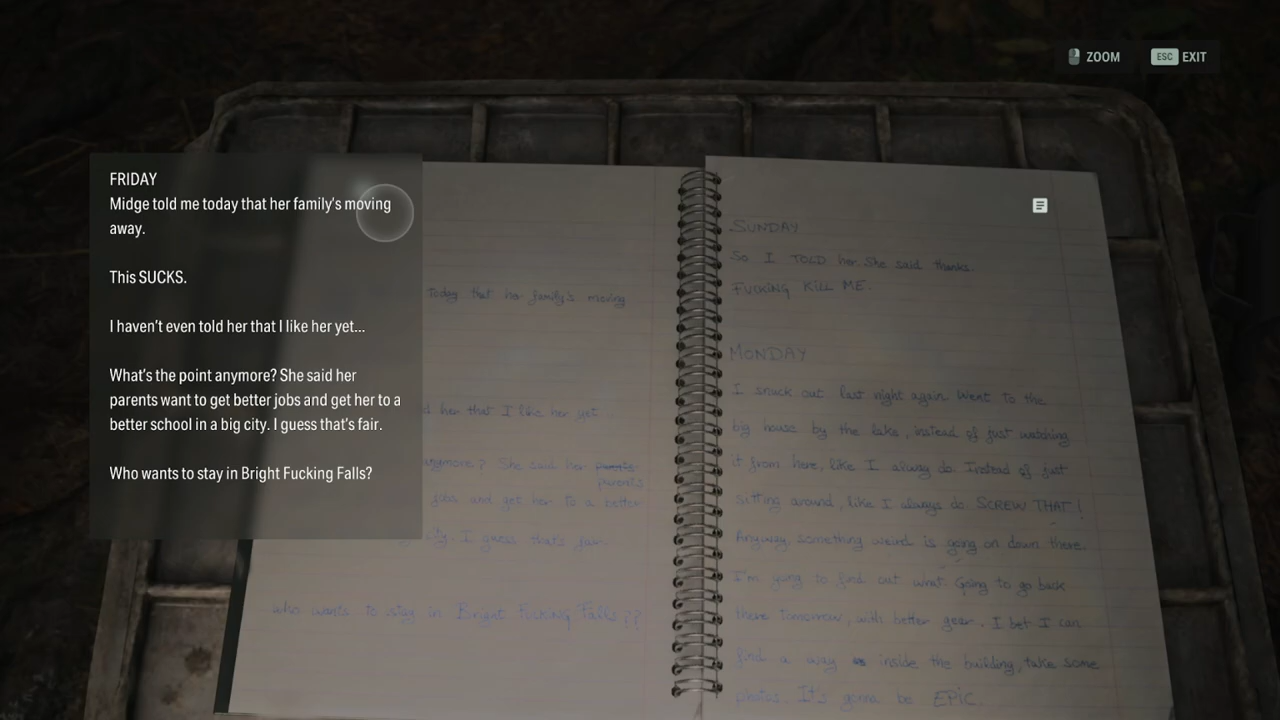 ZOOM
ESC EXIT
FRIDAY
Midge told me today that her family's moving
away.
This SUCKS.
I haven't even told her that I like her yet...
What's the point anymore? She said her
parents want to get better jobs and get her to a
better school in a big city. I guess that's fair.
Who wants to stay in Bright Fucking Falls?
today that her family's moving
her that I like her yet
anymore? She said her parents
parents
jobs and get her to a better
I guess that's fair.
who wants to stay in Bright Fucking Falls??
SUNDAY
So I TOLD her. She said thanks.
FUCKING KILL ME.
MONDAY
I snuck out last night again. Went to the
big house by the lake, instead of just watching
it from here, like I alway do. Instead of just
sitting around, like I always do. SCREW THAT!
Anyway, something weird is going on down there.
I'm going to find out what. Going to go back
there tomorrow, with better gear. I bet I can
find a way inside the building, take some
photos. It's gonna be EPIC.